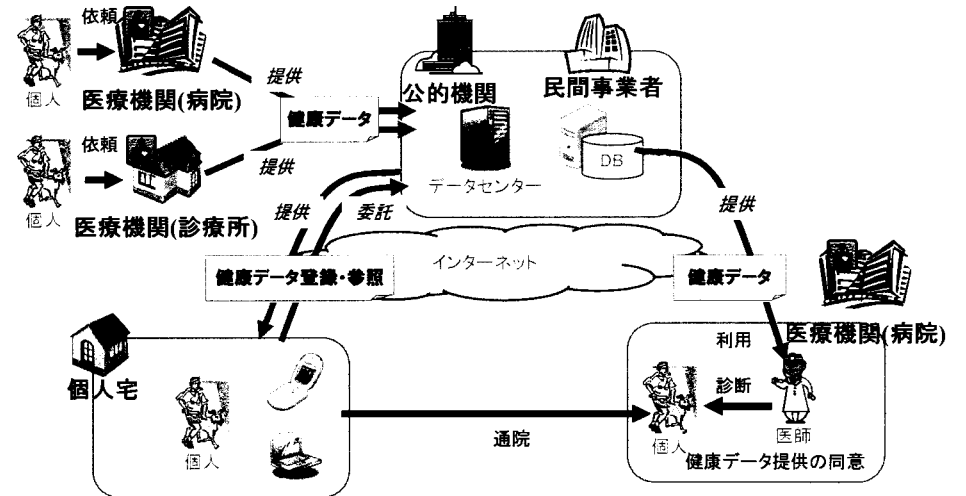 依頼
個人
医療機関(病院)
提供
健康データ
依頼
個人
医療機関(診療所)
提供
公的機関
民間事業者
データセンター
DB
提供
委託
提供
インターネット
健康データ登録・参照
健康データ
医療機関(病院)
個人宅
個人
通院
利用
診断
個人
医師
健康データ提供の同意